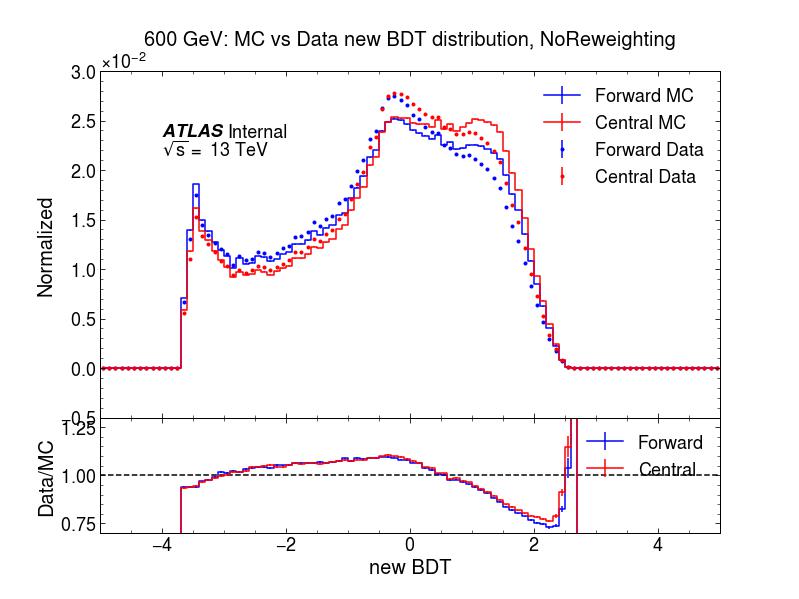 600 GeV: MC vs Data new BDT distribution, NoReweighting
×10⁻²
3.0
2.5
2.0
1.5
1.0
0.5
0.0
−0.5
Normalized
ATLAS Internal
√s = 13 TeV
Forward MC
Central MC
Forward Data
Central Data
1.25
1.00
0.75
Data/MC
Forward
Central
−4 −2 0 2 4
new BDT